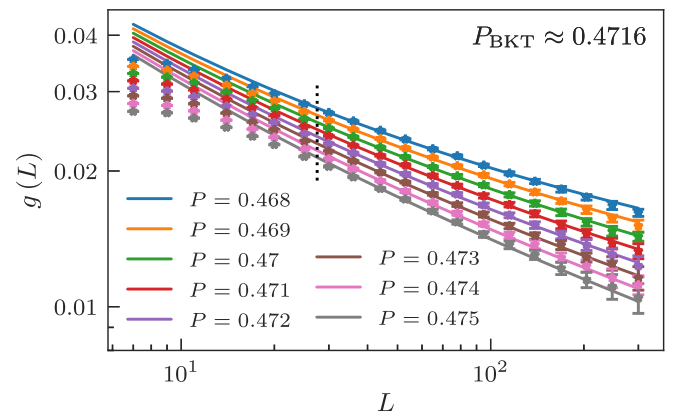 P_BKT ≈ 0.4716
0.04
0.03
0.02
0.01
g (L)
P = 0.468
P = 0.469
P = 0.47
P = 0.471
P = 0.472
P = 0.473
P = 0.474
P = 0.475
10^1
10^2
L